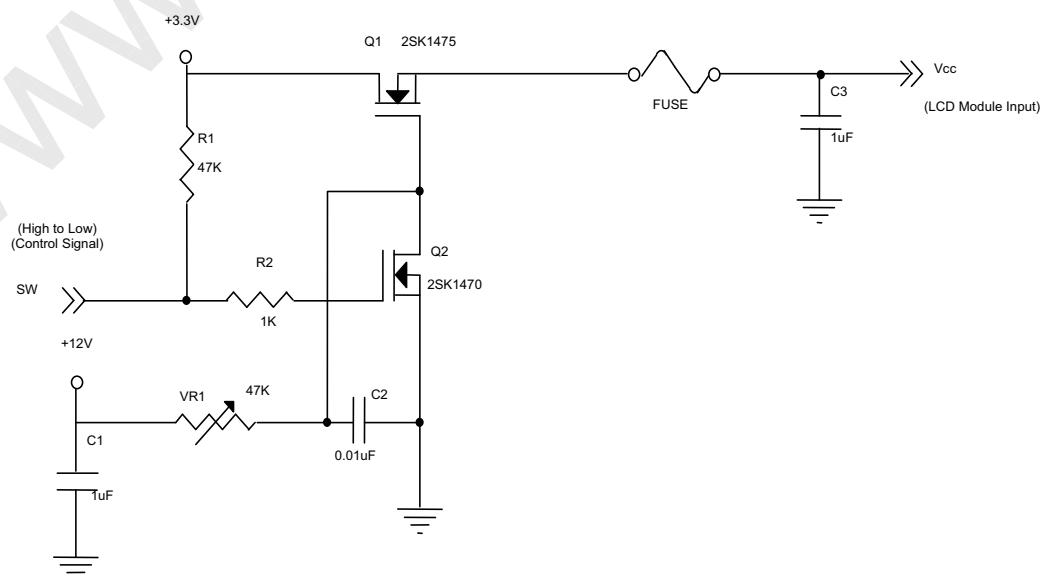 +3.3V
Q1 2SK1475
Vcc
FUSE
C3
(LCD Module Input)
R1
1uF
47K
(High to Low)
(Control Signal)
Q2
R2
SW
2SK1470
1K
+12V
VR1
47K
C2
C1
0.01uF
1uF